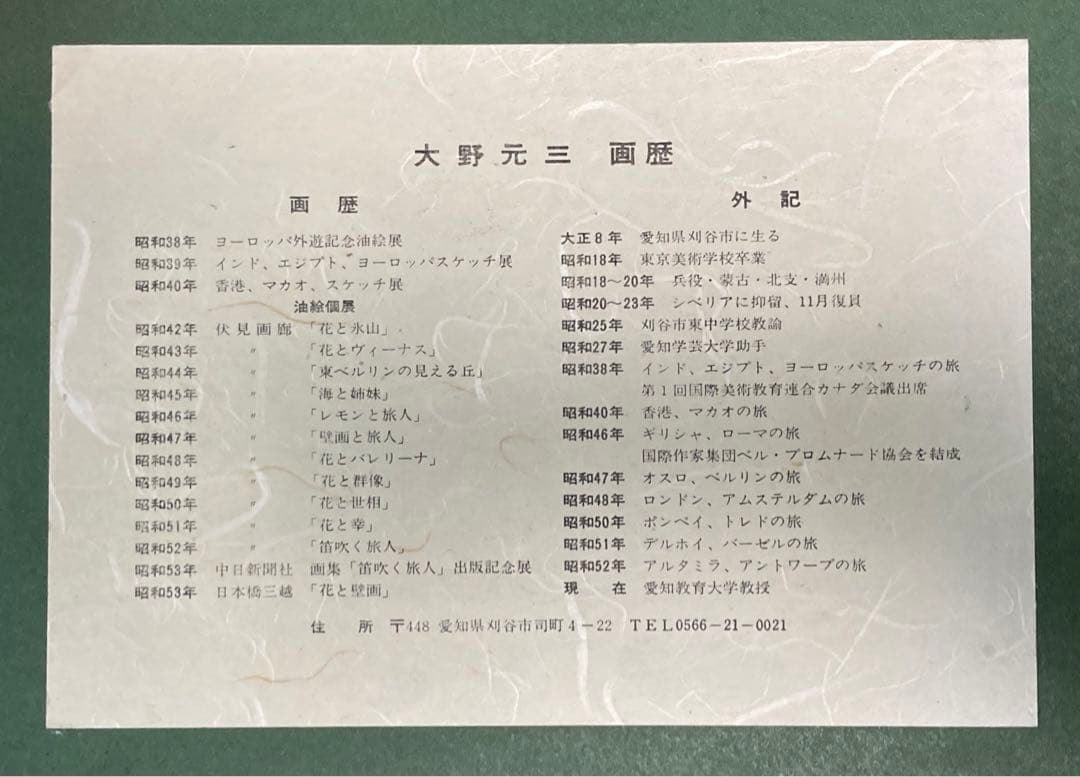 大野元三 画歴
画歴
昭和38年 ヨーロッパ外遊記念油絵展
昭和39年 インド、エジプト、ヨーロッパスケッチ展
昭和40年 香港、マカオ、スケッチ展
油絵個展
昭和42年 伏見画廊 「花と氷山」
昭和43年 〃 「花とヴィーナス」
昭和44年 〃 「東ベルリンの見える丘」
昭和45年 〃 「海と姉妹」
昭和46年 〃 「レモンと旅人」
昭和47年 〃 「壁画と旅人」
昭和48年 〃 「花とバレリーナ」
昭和49年 〃 「花と群像」
昭和50年 〃 「花と世相」
昭和51年 〃 「花と幸」
昭和52年 〃 「笛吹く旅人」
昭和53年 中日新聞社 画集「笛吹く旅人」出版記念展
昭和53年 日本橋三越 「花と壁画」
外記
大正8年 愛知県刈谷市に生る
昭和18年 東京美術学校卒業
昭和18~20年 兵役・蒙古・北支・満州
昭和20~23年 シベリアに抑留、11月復員
昭和25年 刈谷市東中学校教諭
昭和27年 愛知学芸大学助手
昭和38年 インド、エジプト、ヨーロッパスケッチの旅
第1回国際美術教育連合カナダ会議出席
昭和40年 香港、マカオの旅
昭和46年 ギリシャ、ローマの旅
国際作家集団ベル・プロムナード協会を結成
昭和47年 オスロ、ベルリンの旅
昭和48年 ロンドン、アムステルダムの旅
昭和50年 ポンペイ、トレドの旅
昭和51年 デルホイ、バーゼルの旅
昭和52年 アルタミラ、アントワープの旅
現在 愛知教育大学教授
住所 〒448 愛知県刈谷市司町4-22 TEL0566-21-0021